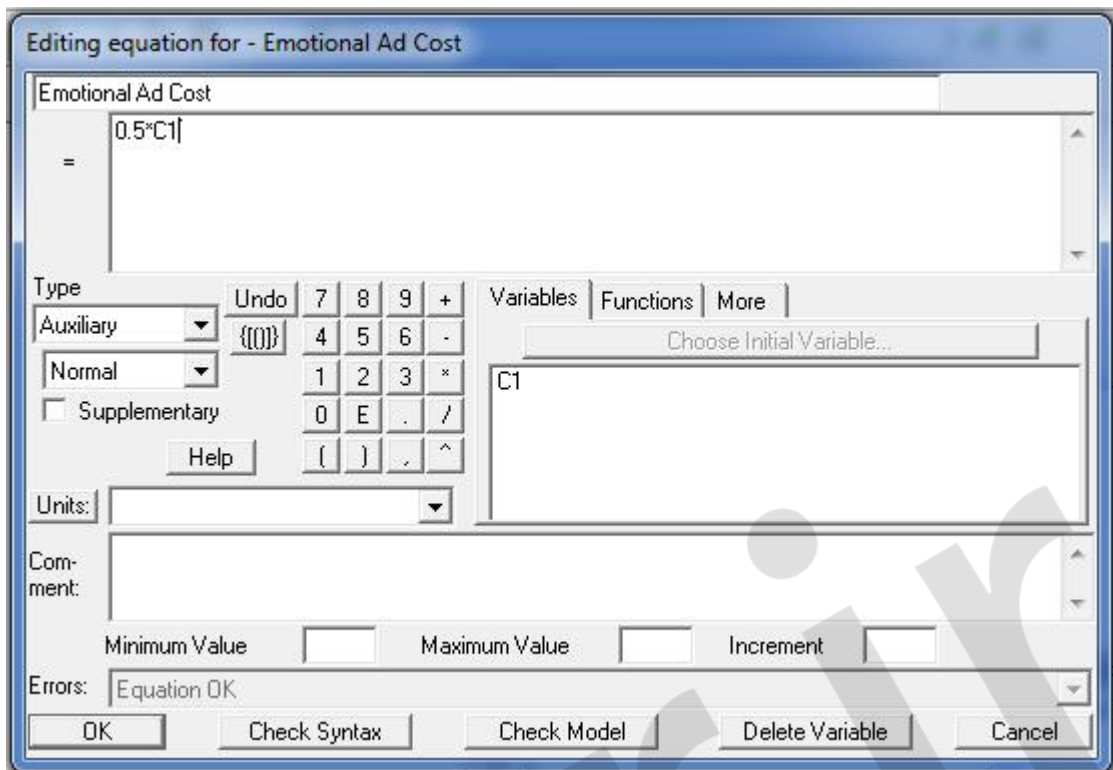 Editing equation for - Emotional Ad Cost
Emotional Ad Cost
=
0.5*C1
Type
Auxiliary
Normal
Supplementary
Help
Undo 7 8 9 +
{[()]} 4 5 6 -
1 2 3 *
0 E . /
( ) , ^
Variables Functions More
Choose Initial Variable...
C1
Units:
Com-
ment:
Minimum Value Maximum Value Increment
Errors: Equation OK
OK Check Syntax Check Model Delete Variable Cancel